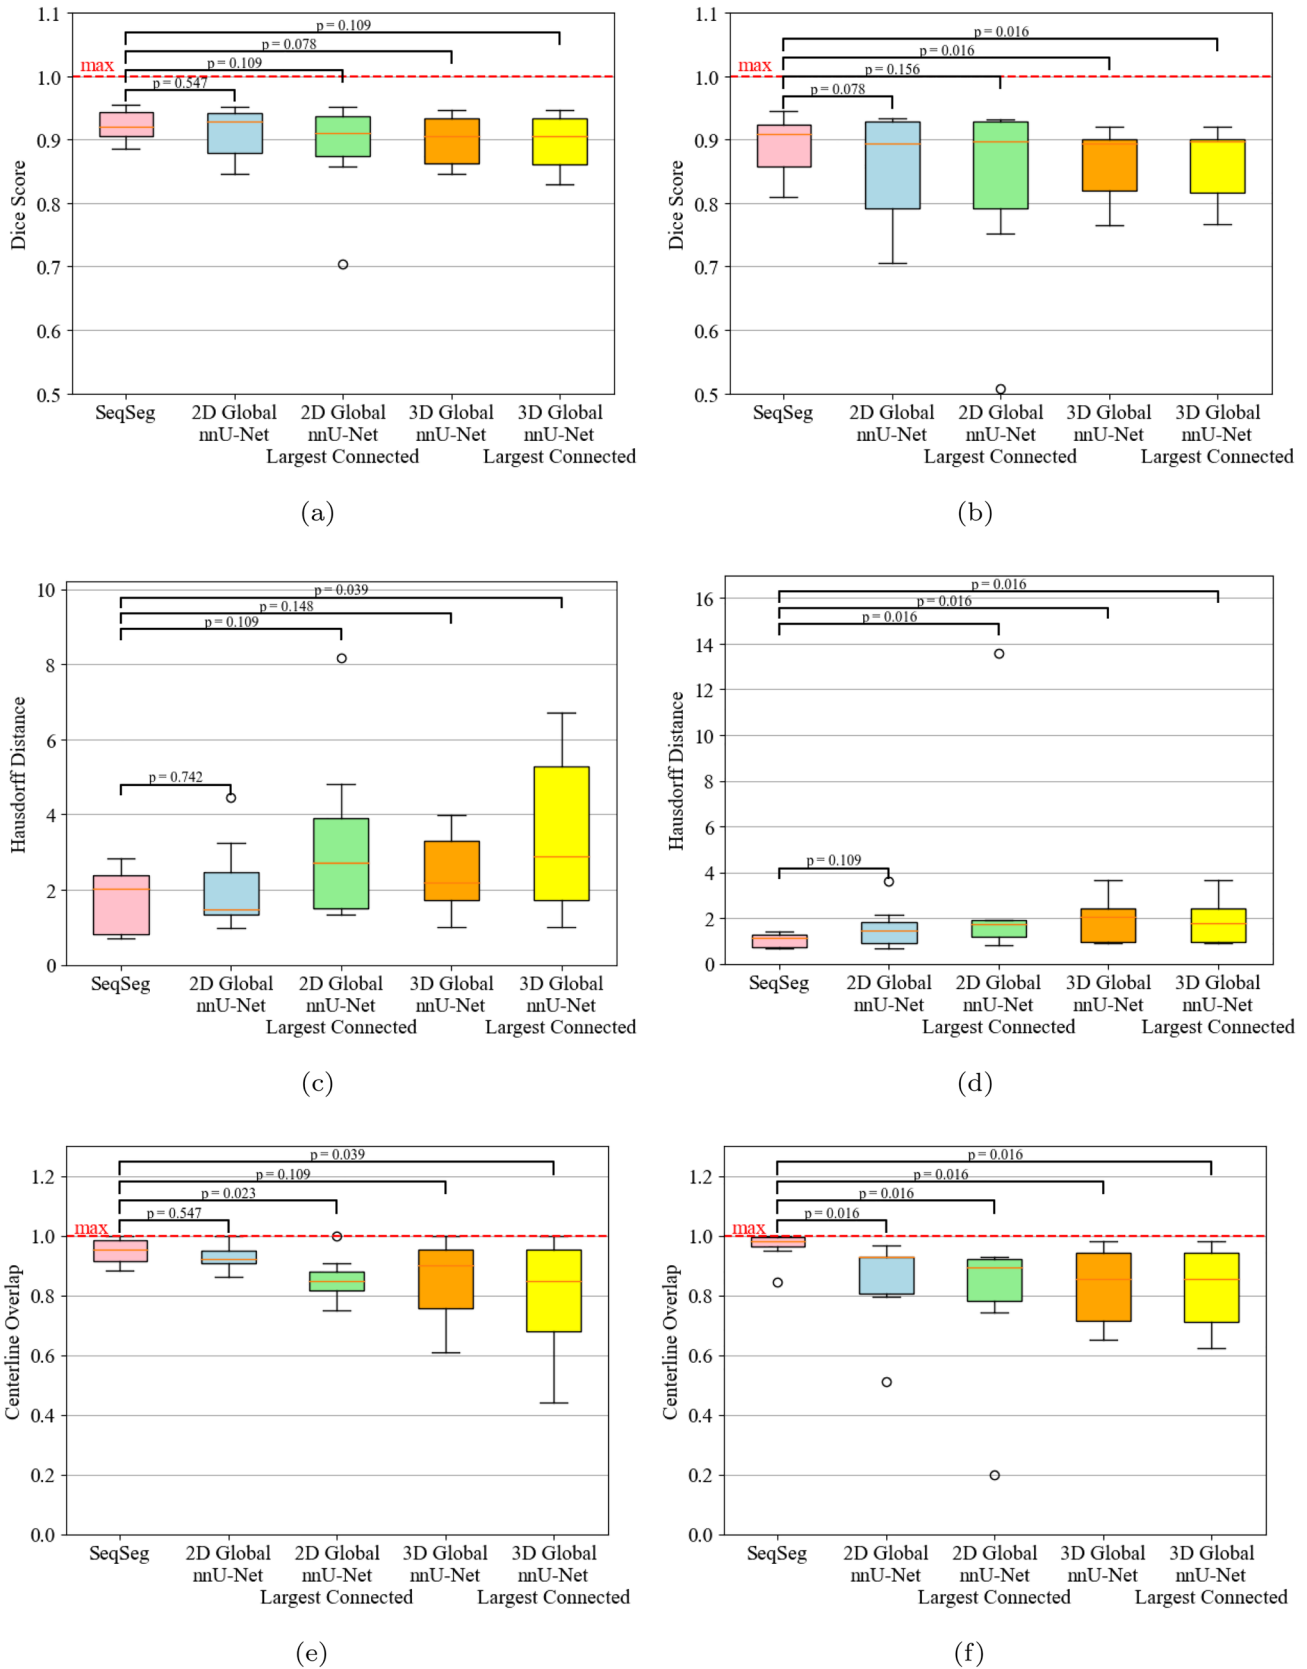 1.1
1.0
0.9
0.8
0.7
0.6
0.5
Dice Score
max
p = 0.109
p = 0.078
p = 0.109
p = 0.547
SeqSeg
2D Global
nnU-Net
2D Global
nnU-Net
Largest Connected
3D Global
nnU-Net
3D Global
nnU-Net
Largest Connected
(a)
1.1
1.0
0.9
0.8
0.7
0.6
0.5
Dice Score
max
p = 0.016
p = 0.016
p = 0.156
p = 0.078
SeqSeg
2D Global
nnU-Net
2D Global
nnU-Net
Largest Connected
3D Global
nnU-Net
3D Global
nnU-Net
Largest Connected
(b)
10
8
6
4
2
0
Hausdorff Distance
p = 0.039
p = 0.148
p = 0.109
p = 0.742
SeqSeg
2D Global
nnU-Net
2D Global
nnU-Net
Largest Connected
3D Global
nnU-Net
3D Global
nnU-Net
Largest Connected
(c)
16
14
12
10
8
6
4
2
0
Hausdorff Distance
p = 0.016
p = 0.016
p = 0.016
p = 0.109
SeqSeg
2D Global
nnU-Net
2D Global
nnU-Net
Largest Connected
3D Global
nnU-Net
3D Global
nnU-Net
Largest Connected
(d)
1.2
1.0
0.8
0.6
0.4
0.2
0.0
Centerline Overlap
max
p = 0.039
p = 0.109
p = 0.023
p = 0.547
SeqSeg
2D Global
nnU-Net
2D Global
nnU-Net
Largest Connected
3D Global
nnU-Net
3D Global
nnU-Net
Largest Connected
(e)
1.2
1.0
0.8
0.6
0.4
0.2
0.0
Centerline Overlap
max
p = 0.016
p = 0.016
p = 0.016
p = 0.016
SeqSeg
2D Global
nnU-Net
2D Global
nnU-Net
Largest Connected
3D Global
nnU-Net
3D Global
nnU-Net
Largest Connected
(f)